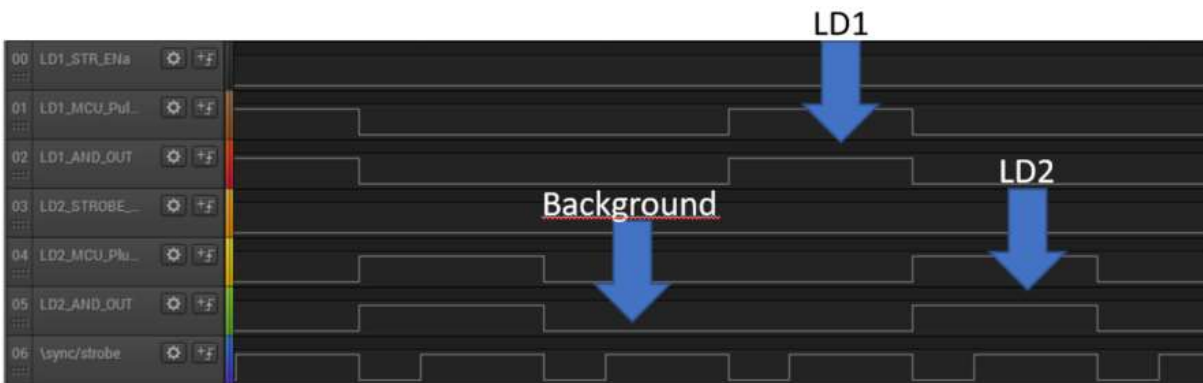 LD1
00 LD1_STR_ENa
01 LD1_MCU_Pul...
02 LD1_AND_OUT
LD2
03 LD2_STROBE_...
Background
04 LD2_MCU_Plu...
05 LD2_AND_OUT
06 \sync/strobe